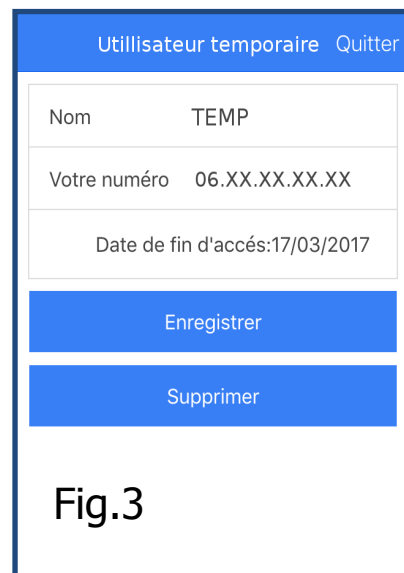 Utillisateur temporaire Quitter
Nom TEMP
Votre numéro 06.XX.XX.XX.XX
Date de fin d'accés:17/03/2017
Enregistrer
Supprimer
Fig.3